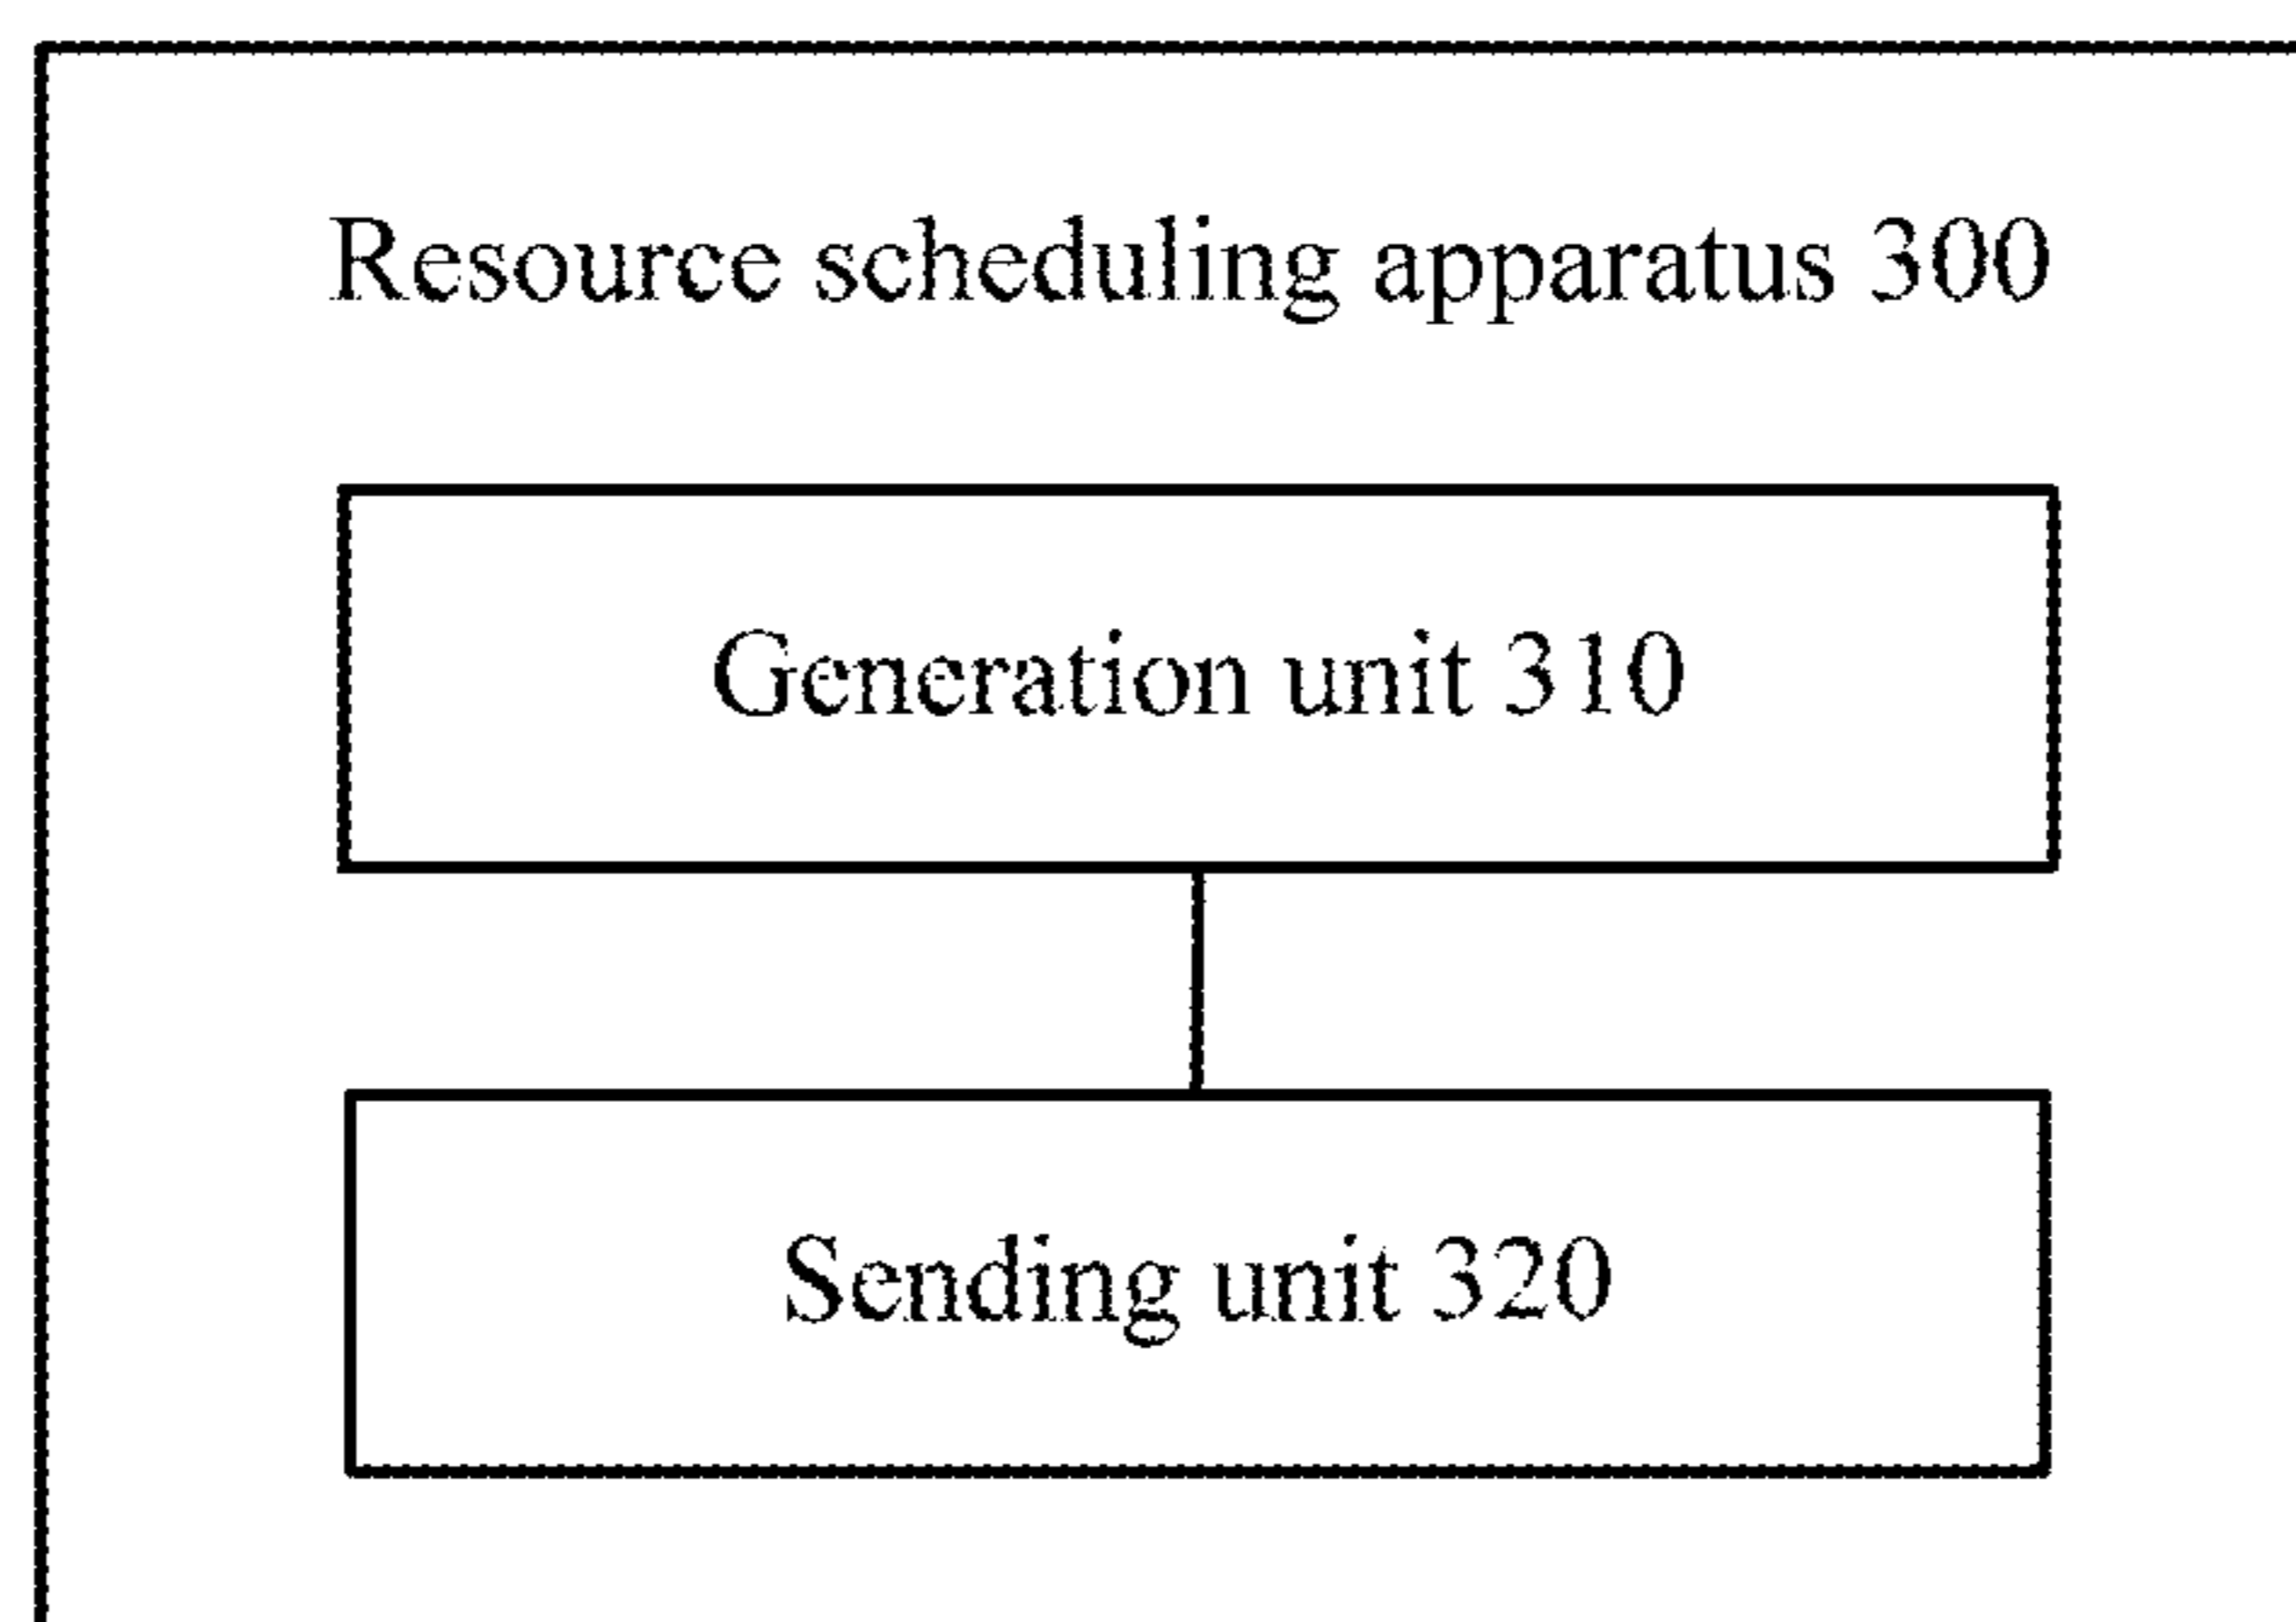 Resource scheduling apparatus 300
Generation unit 310
Sending unit 320